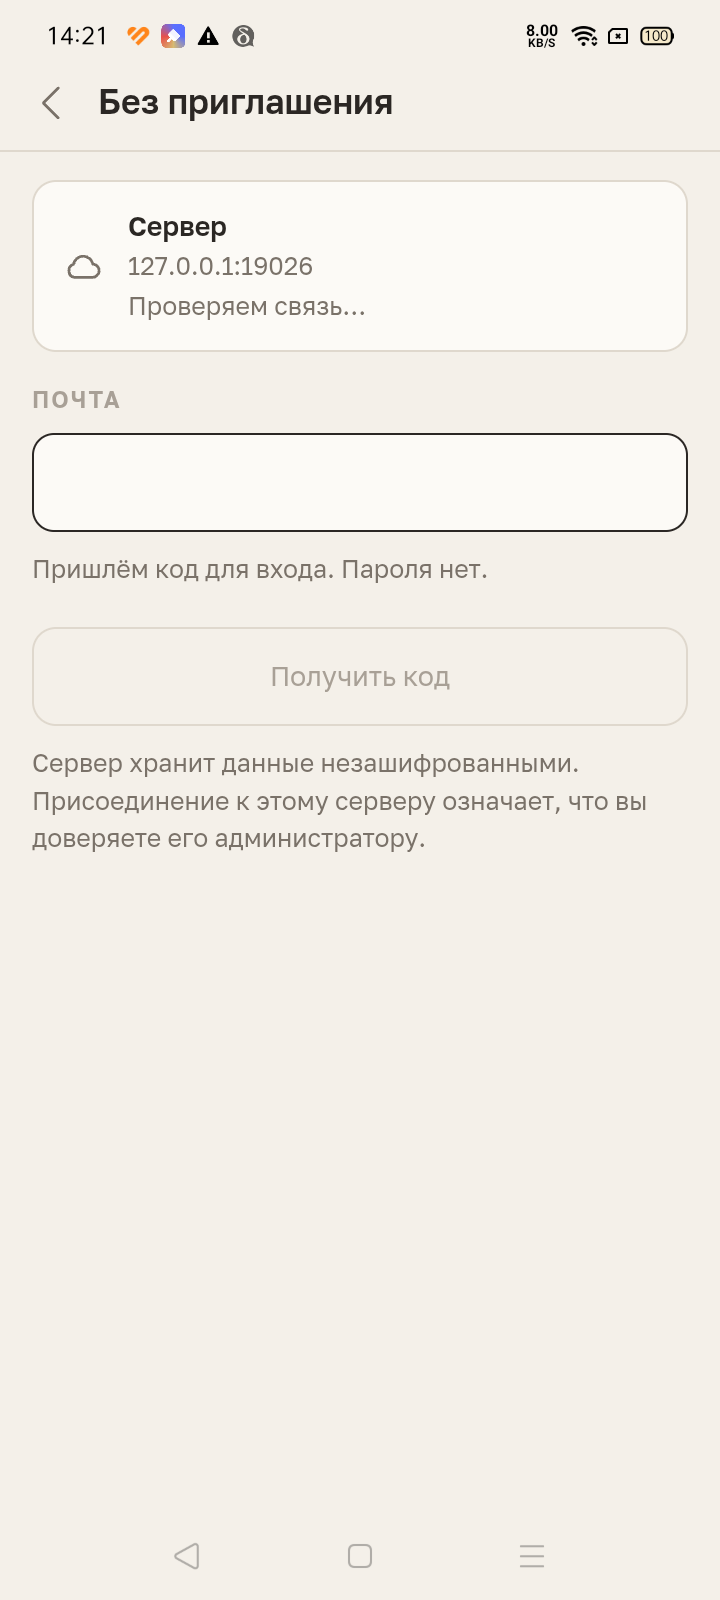 14:21
8.00
KB/S
100
Без приглашения
Сервер
127.0.0.1:19026
Проверяем связь...
ПОЧТА
Пришлём код для входа. Пароля нет.
Получить код
Сервер хранит данные незашифрованными.
Присоединение к этому серверу означает, что вы
доверяете его администратору.